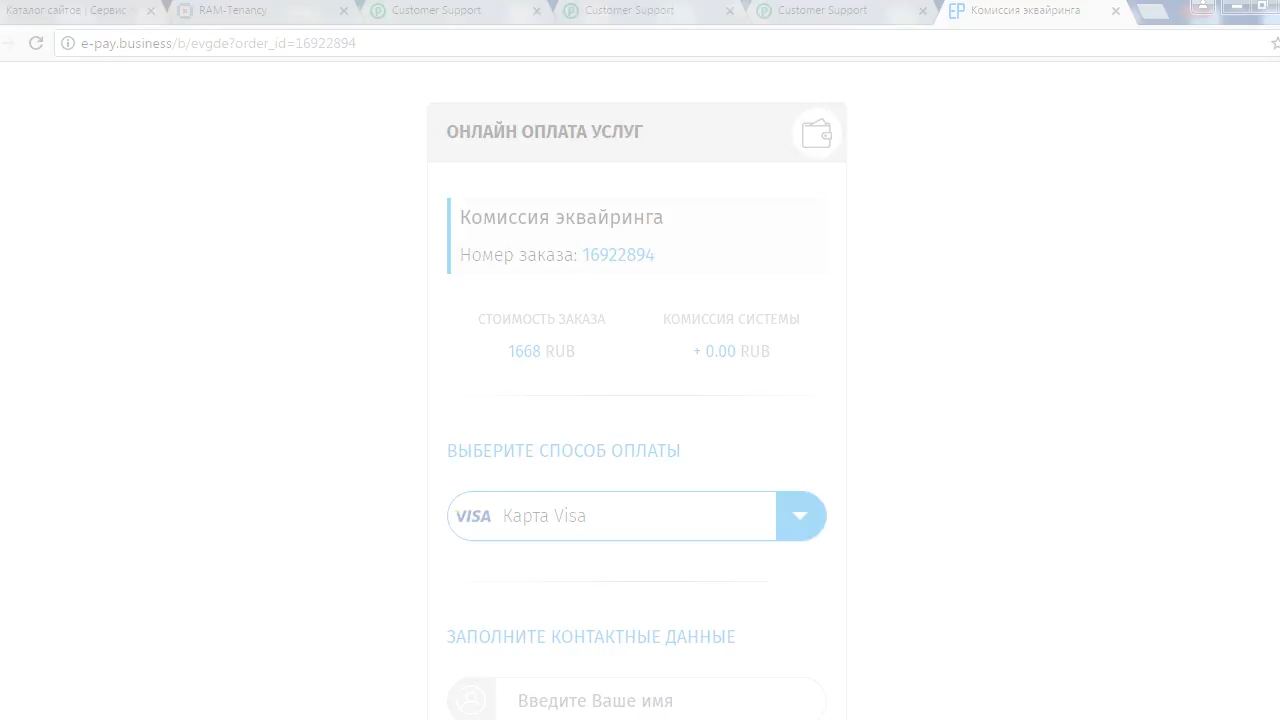 Каталог сайтов | Сервис
RAM-Tenancy
Customer Support
Customer Support
Customer Support
Комиссия эквайринга
e-pay.business/b/evgde?order_id=16922894
ОНЛАЙН ОПЛАТА УСЛУГ
Комиссия эквайринга
Номер заказа: 16922894
СТОИМОСТЬ ЗАКАЗА
1668 RUB
КОМИССИЯ СИСТЕМЫ
+ 0.00 RUB
ВЫБЕРИТЕ СПОСОБ ОПЛАТЫ
VISA Карта Visa
ЗАПОЛНИТЕ КОНТАКТНЫЕ ДАННЫЕ
Введите Ваше имя